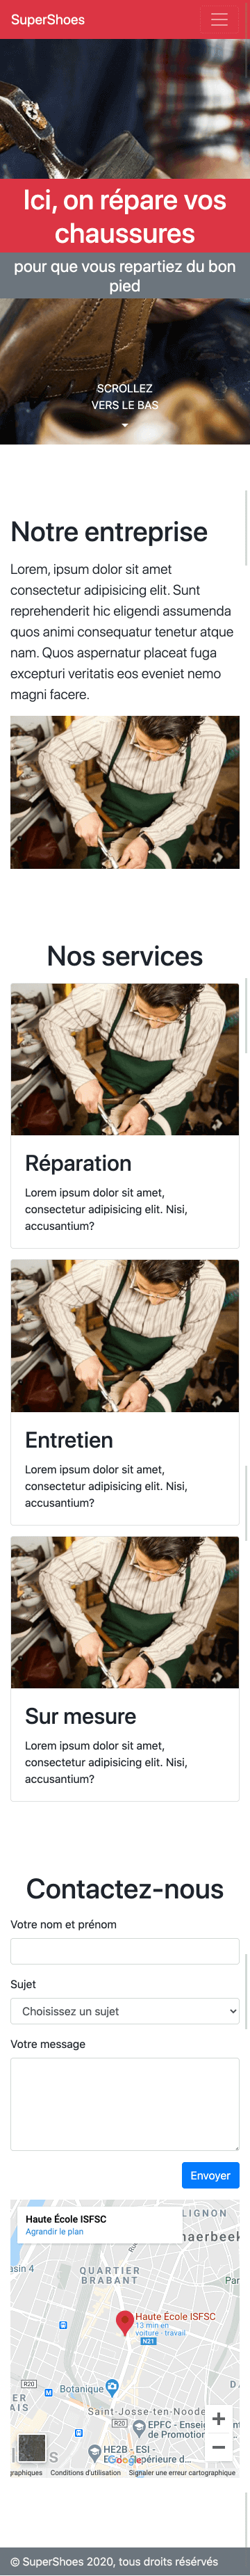 SuperShoes
Ici, on répare vos
chaussures
pour que vous repartiez du bon
pied
SCROLLEZ
VERS LE BAS
Notre entreprise
Lorem, ipsum dolor sit amet
consectetur adipisicing elit. Sunt
reprehenderit hic eligendi assumenda
quos animi consequatur tenetur atque
nam. Quos aspernatur placeat fuga
excepturi veritatis eos eveniet nemo
magni facere.
Nos services
Réparation
Lorem ipsum dolor sit amet,
consectetur adipisicing elit. Nisi,
accusantium?
Entretien
Lorem ipsum dolor sit amet,
consectetur adipisicing elit. Nisi,
accusantium?
Sur mesure
Lorem ipsum dolor sit amet,
consectetur adipisicing elit. Nisi,
accusantium?
Contactez-nous
Votre nom et prénom
Sujet
Choisissez un sujet
Votre message
Envoyer
Haute École ISFSC
Agrandir le plan
LIGNON
haerbeek
asin 4
QUARTIER
BRABANT
Par
Haute École ISFSC
13 min en
voiture - travail
N21
R20
Botanique
Saint-Josse-ten-Noode
R20
EPFC - Enseig
de Promotion
HE2B - ESI -
École Supérieure d...
Google
graphiques Conditions d'utilisation Signaler une erreur cartographique
© SuperShoes 2020, tous droits résérvés